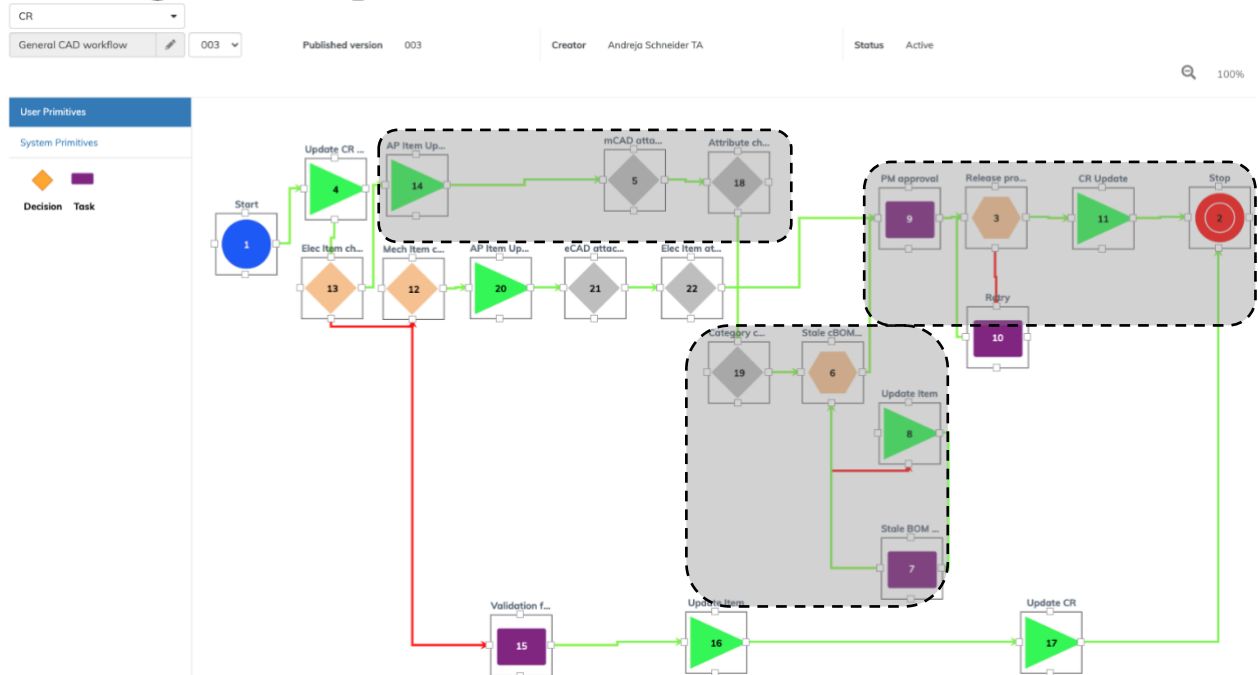 CR
General CAD workflow
003
Published version 003
Creator Andreja Schneider TA
Status Active
100%
User Primitives
System Primitives
Decision Task
Start
1
Update CR ...
4
AP Item Up...
14
mCAD atta...
5
Attribute ch...
18
PM approval
9
Release pro...
3
CR Update
11
Stop
2
Elec Item ch...
13
Mech Item c...
12
AP Item Up...
20
eCAD attac...
21
Elec Item at...
22
Retry
10
Category c...
19
Stale cBOM...
6
Update Item
8
Stale BOM ...
7
Validation f...
15
Update Item
16
Update CR
17